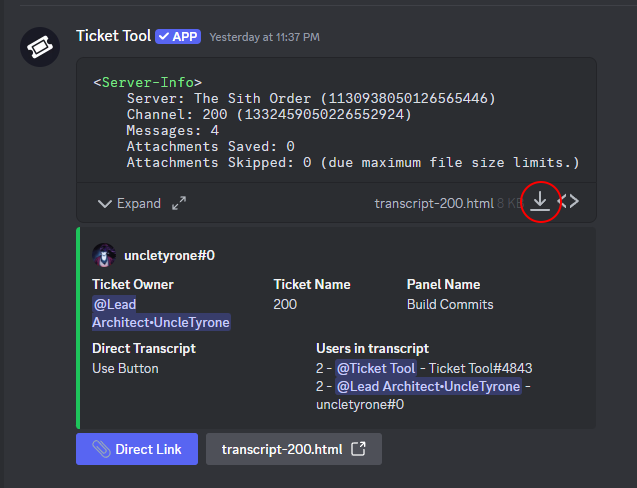 Ticket Tool ✓ APP Yesterday at 11:37 PM
<Server-Info>
Server: The Sith Order (1130938050126565446)
Channel: 200 (1332459050226552924)
Messages: 4
Attachments Saved: 0
Attachments Skipped: 0 (due maximum file size limits.)
Expand transcript-200.html 8 KB
uncletyrone#0
Ticket Owner Ticket Name Panel Name
@Lead 200 Build Commits
Architect•UncleTyrone
Direct Transcript Users in transcript
Use Button 2 - @Ticket Tool - Ticket Tool#4843
2 - @Lead Architect•UncleTyrone -
uncletyrone#0
Direct Link transcript-200.html